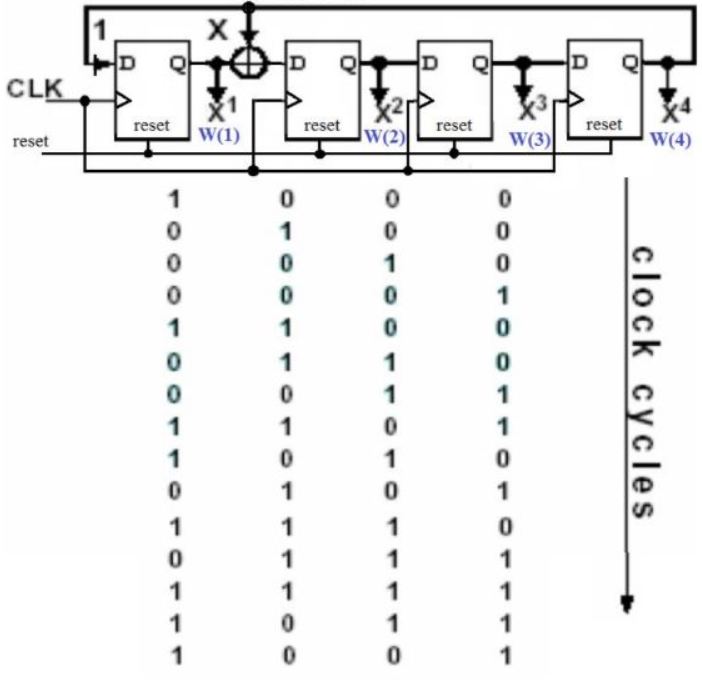 1 X
D Q D Q D Q D Q
CLK
X1 X2 X3 X4
reset reset reset reset
W(1) W(2) W(3) W(4)
reset
1 0 0 0
0 1 0 0
0 0 1 0
0 0 0 1
1 1 0 0
0 1 1 0
0 0 1 1
1 1 0 1
1 0 1 0
0 1 0 1
1 1 1 0
0 1 1 1
1 1 1 1
1 0 1 1
1 0 0 1
clock cycles